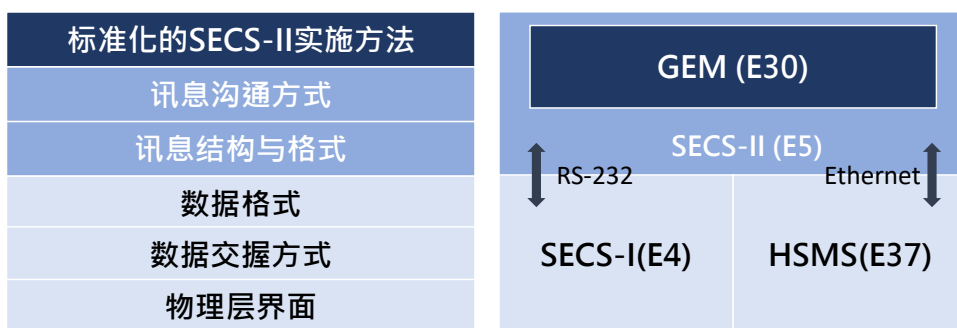 标准化的SECS-II实施方法
讯息沟通方式
讯息结构与格式
数据格式
数据交握方式
物理层界面
GEM (E30)
SECS-II (E5)
RS-232
Ethernet
SECS-I(E4)
HSMS(E37)